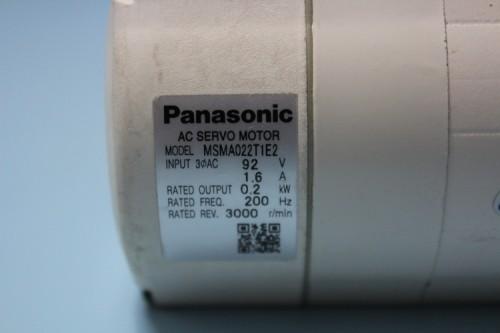 Panasonic
AC SERVO MOTOR
MODEL MSMA022T1E2
INPUT 3øAC 92 V
1.6 A
RATED OUTPUT 0.2 kW
RATED FREQ. 200 Hz
RATED REV. 3000 r/min